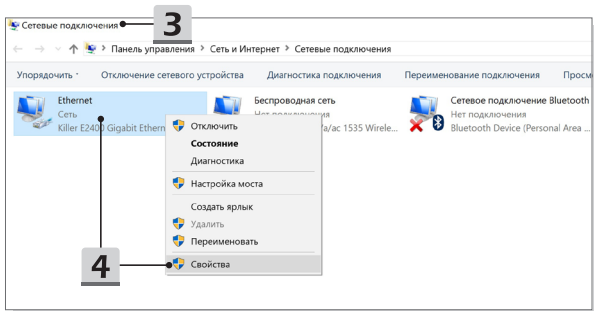 Сетевые подключения
3
Панель управления > Сеть и Интернет > Сетевые подключения
Упорядочить Отключение сетевого устройства Диагностика подключения Переименование подключения Просм
Ethernet
Сеть
Killer E2400 Gigabit Ethern
Беспроводная сеть
Нет подключения
/a/ac 1535 Wirele...
Сетевое подключение Bluetooth
Нет подключения
Bluetooth Device (Personal Area ...
Отключить
Состояние
Диагностика
Настройка моста
Создать ярлык
Удалить
Переименовать
4
Свойства